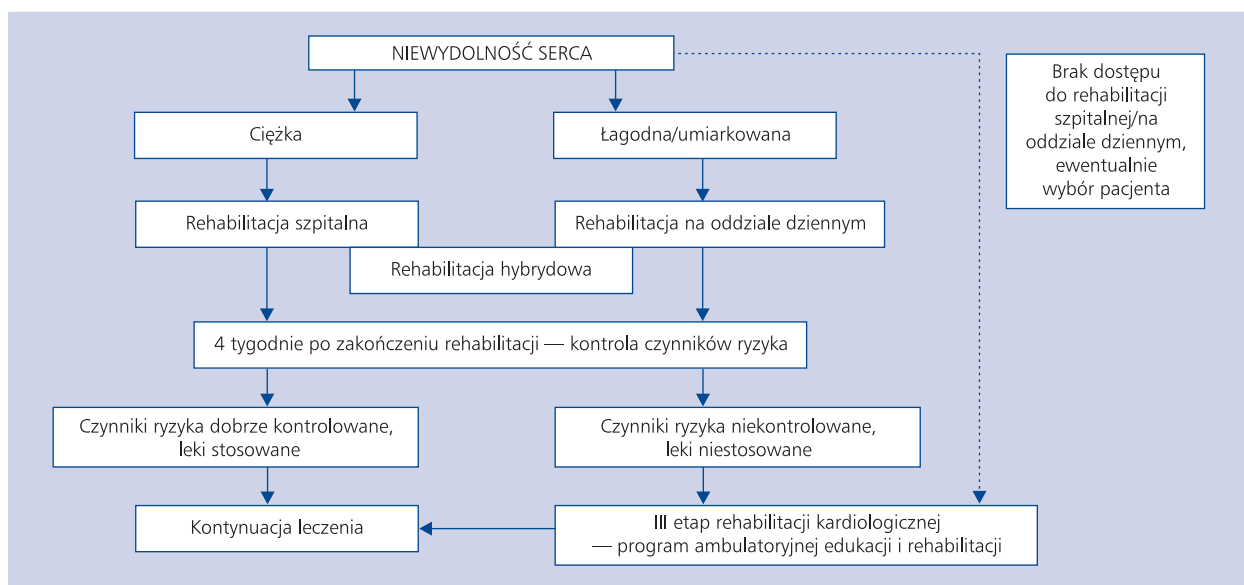 NIEWYDOLNOŚĆ SERCA
Brak dostępu
do rehabilitacji
szpitalnej/na
oddziale dziennym,
ewentualnie
wybór pacjenta
Ciężka
Łagodna/umiarkowana
Rehabilitacja szpitalna
Rehabilitacja na oddziale dziennym
Rehabilitacja hybrydowa
4 tygodnie po zakończeniu rehabilitacji — kontrola czynników ryzyka
Czynniki ryzyka dobrze kontrolowane,
leki stosowane
Czynniki ryzyka niekontrolowane,
leki niestosowane
Kontynuacja leczenia
III etap rehabilitacji kardiologicznej
— program ambulatoryjnej edukacji i rehabilitacji